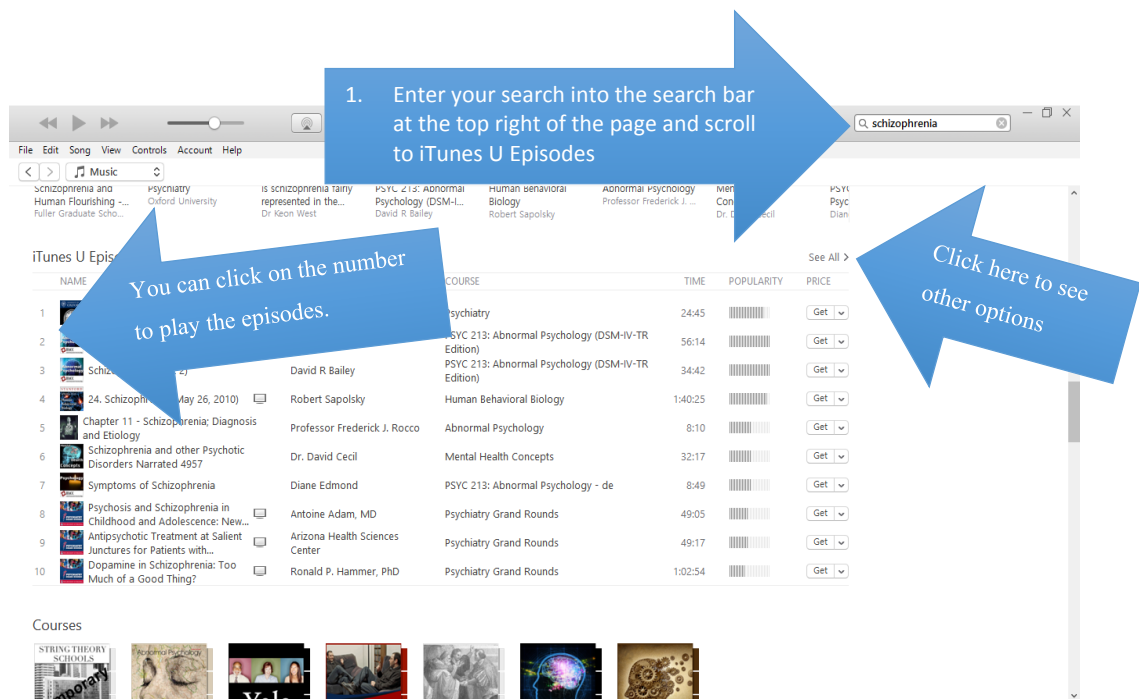 1. Enter your search into the search bar
at the top right of the page and scroll
to iTunes U Episodes
schizophrenia
File Edit Song View Controls Account Help
Music
Schizophrenia and
Human Flourishing -...
Fuller Graduate Scho...
Psychiatry
Oxford University
is schizophrenia fairly
represented in the...
Dr Keon West
PSYC 213: Abnormal
Psychology (DSM-I...
David R Bailey
Human Behavioral
Biology
Robert Sapolsky
Abnormal Psychology
Professor Frederick J. ...
PSYC
Psyc
Dian
iTunes U
See All >
Click here to see
other options
You can click on the number
to play the episodes.
NAME COURSE TIME POPULARITY PRICE
1 Psychiatry 24:45 Get
2 PSYC 213: Abnormal Psychology (DSM-IV-TR
Edition) 56:14 Get
3 David R Bailey PSYC 213: Abnormal Psychology (DSM-IV-TR
Edition) 34:42 Get
4 24. May 26, 2010) Robert Sapolsky Human Behavioral Biology 1:40:25 Get
5 Chapter 11 - Schizophrenia; Diagnosis
and Etiology Professor Frederick J. Rocco Abnormal Psychology 8:10 Get
6 Schizophrenia and other Psychotic
Disorders Narrated 4957 Dr. David Cecil Mental Health Concepts 32:17 Get
7 Symptoms of Schizophrenia Diane Edmond PSYC 213: Abnormal Psychology - de 8:49 Get
8 Psychosis and Schizophrenia in
Childhood and Adolescence: New... Antoine Adam, MD Psychiatry Grand Rounds 49:05 Get
9 Antipsychotic Treatment at Salient
Junctures for Patients with... Arizona Health Sciences
Center Psychiatry Grand Rounds 49:17 Get
10 Dopamine in Schizophrenia: Too
Much of a Good Thing? Ronald P. Hammer, PhD Psychiatry Grand Rounds 1:02:54 Get
Courses
STRING THEORY
SCHOOLS
Abnormal Psychology
Yale